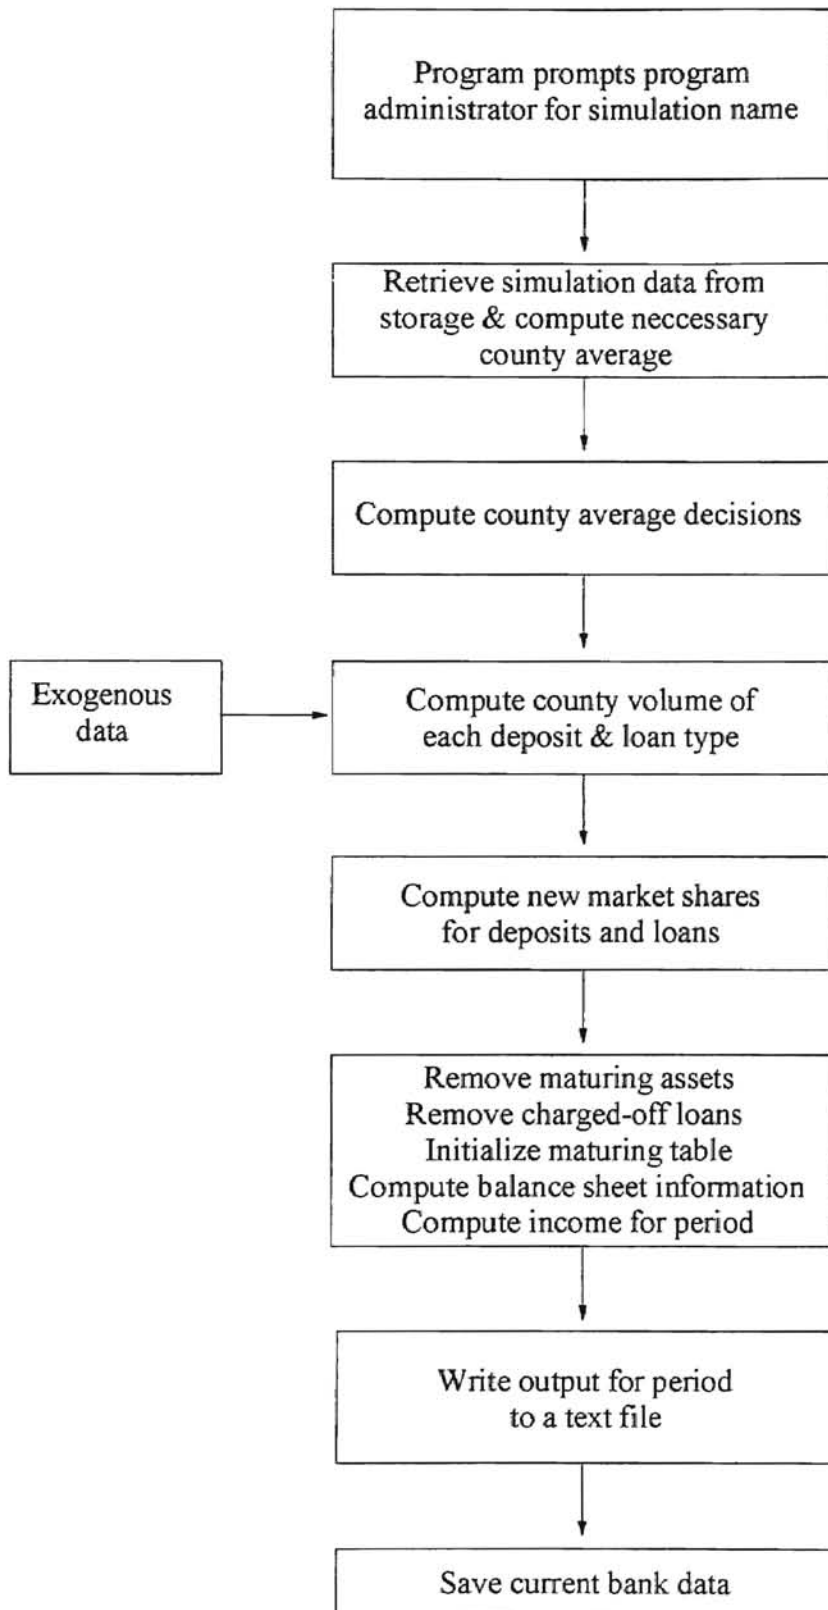 Program prompts program
administrator for simulation name
Retrieve simulation data from
storage & compute neccessary
county average
Compute county average decisions
Exogenous
data
Compute county volume of
each deposit & loan type
Compute new market shares
for deposits and loans
Remove maturing assets
Remove charged-off loans
Initialize maturing table
Compute balance sheet information
Compute income for period
Write output for period
to a text file
Save current bank data